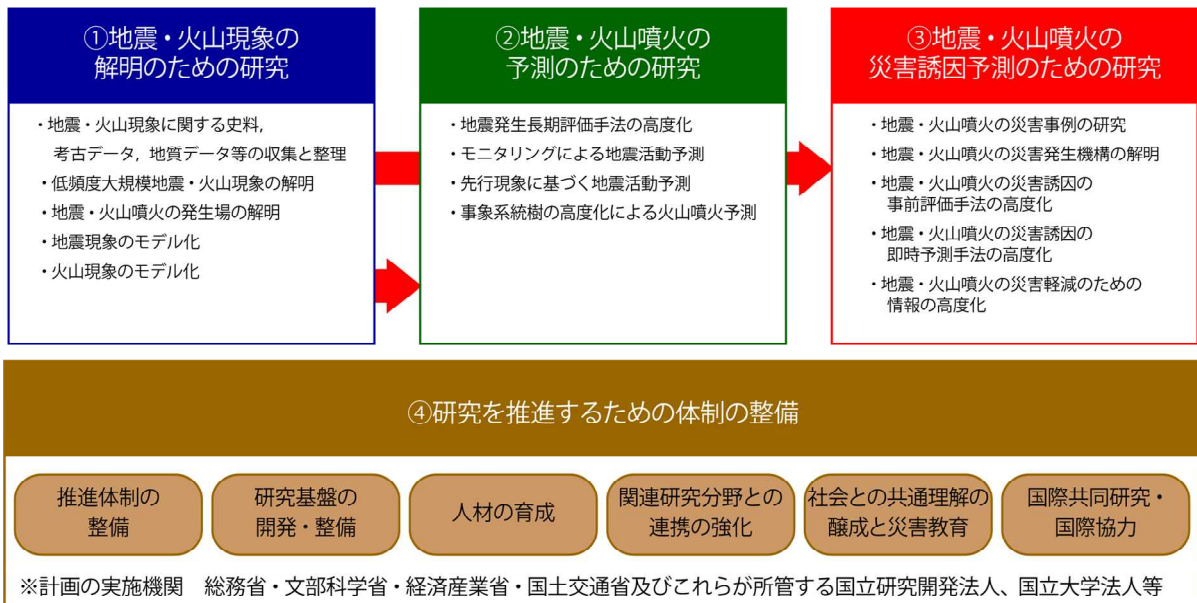 ①地震・火山現象の
解明のための研究
・地震・火山現象に関する史料,
考古データ, 地質データ等の収集と整理
・低頻度大規模地震・火山現象の解明
・地震・火山噴火の発生場の解明
・地震現象のモデル化
・火山現象のモデル化
②地震・火山噴火の
予測のための研究
・地震発生長期評価手法の高度化
・モニタリングによる地震活動予測
・先行現象に基づく地震活動予測
・事象系統樹の高度化による火山噴火予測
③地震・火山噴火の
災害誘因予測のための研究
・地震・火山噴火の災害事例の研究
・地震・火山噴火の災害発生機構の解明
・地震・火山噴火の災害誘因の
事前評価手法の高度化
・地震・火山噴火の災害誘因の
即時予測手法の高度化
・地震・火山噴火の災害軽減のための
情報の高度化
④研究を推進するための体制の整備
推進体制の
整備
研究基盤の
開発・整備
人材の育成
関連研究分野との
連携の強化
社会との共通理解の
醸成と災害教育
国際共同研究・
国際協力
※計画の実施機関　総務省・文部科学省・経済産業省・国土交通省及びこれらが所管する国立研究開発法人、国立大学法人等